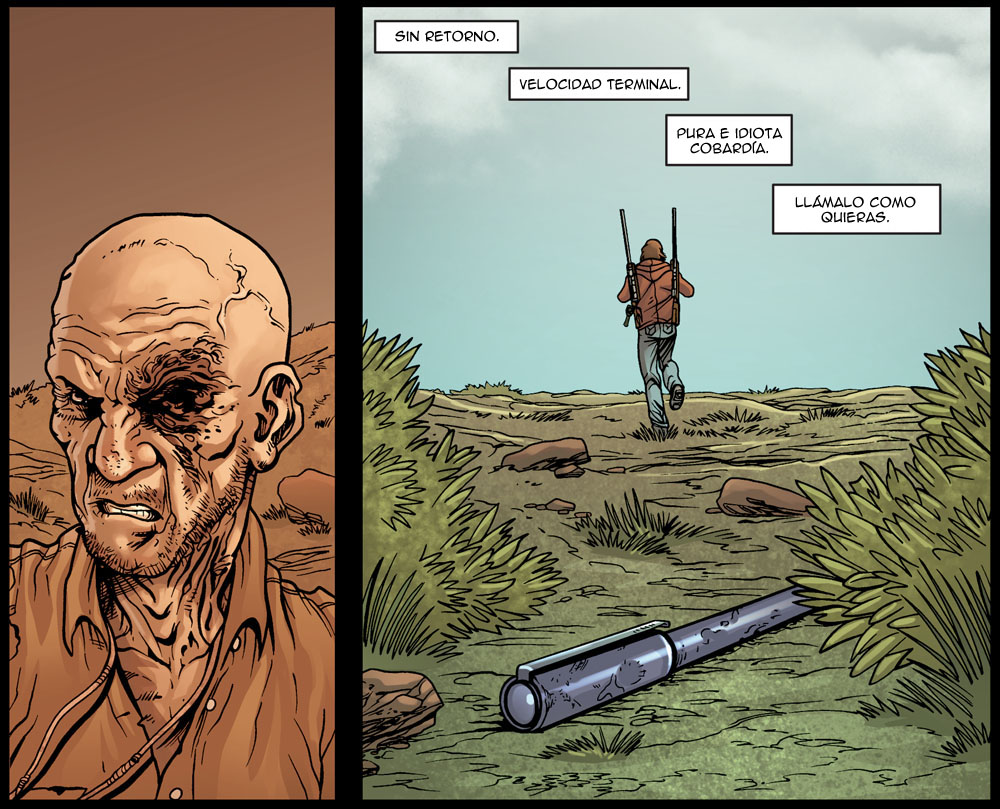 SIN RETORNO.
VELOCIDAD TERMINAL.
PURA E IDIOTA
COBARDÍA.
LLÁMALO COMO
QUIERAS.